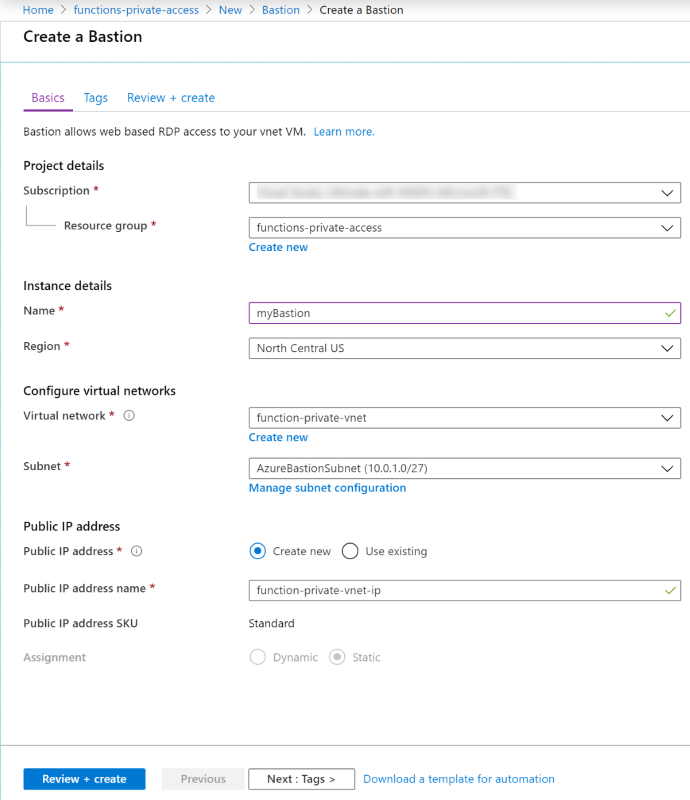 Home > functions-private-access > New > Bastion > Create a Bastion
Create a Bastion
Basics Tags Review + create
Bastion allows web based RDP access to your vnet VM. Learn more.
Project details
Subscription *
Resource group * functions-private-access
Create new
Instance details
Name * myBastion
Region * North Central US
Configure virtual networks
Virtual network * function-private-vnet
Create new
Subnet * AzureBastionSubnet (10.0.1.0/27)
Manage subnet configuration
Public IP address
Public IP address * Create new Use existing
Public IP address name * function-private-vnet-ip
Public IP address SKU Standard
Assignment Dynamic Static
Review + create Previous Next : Tags > Download a template for automation